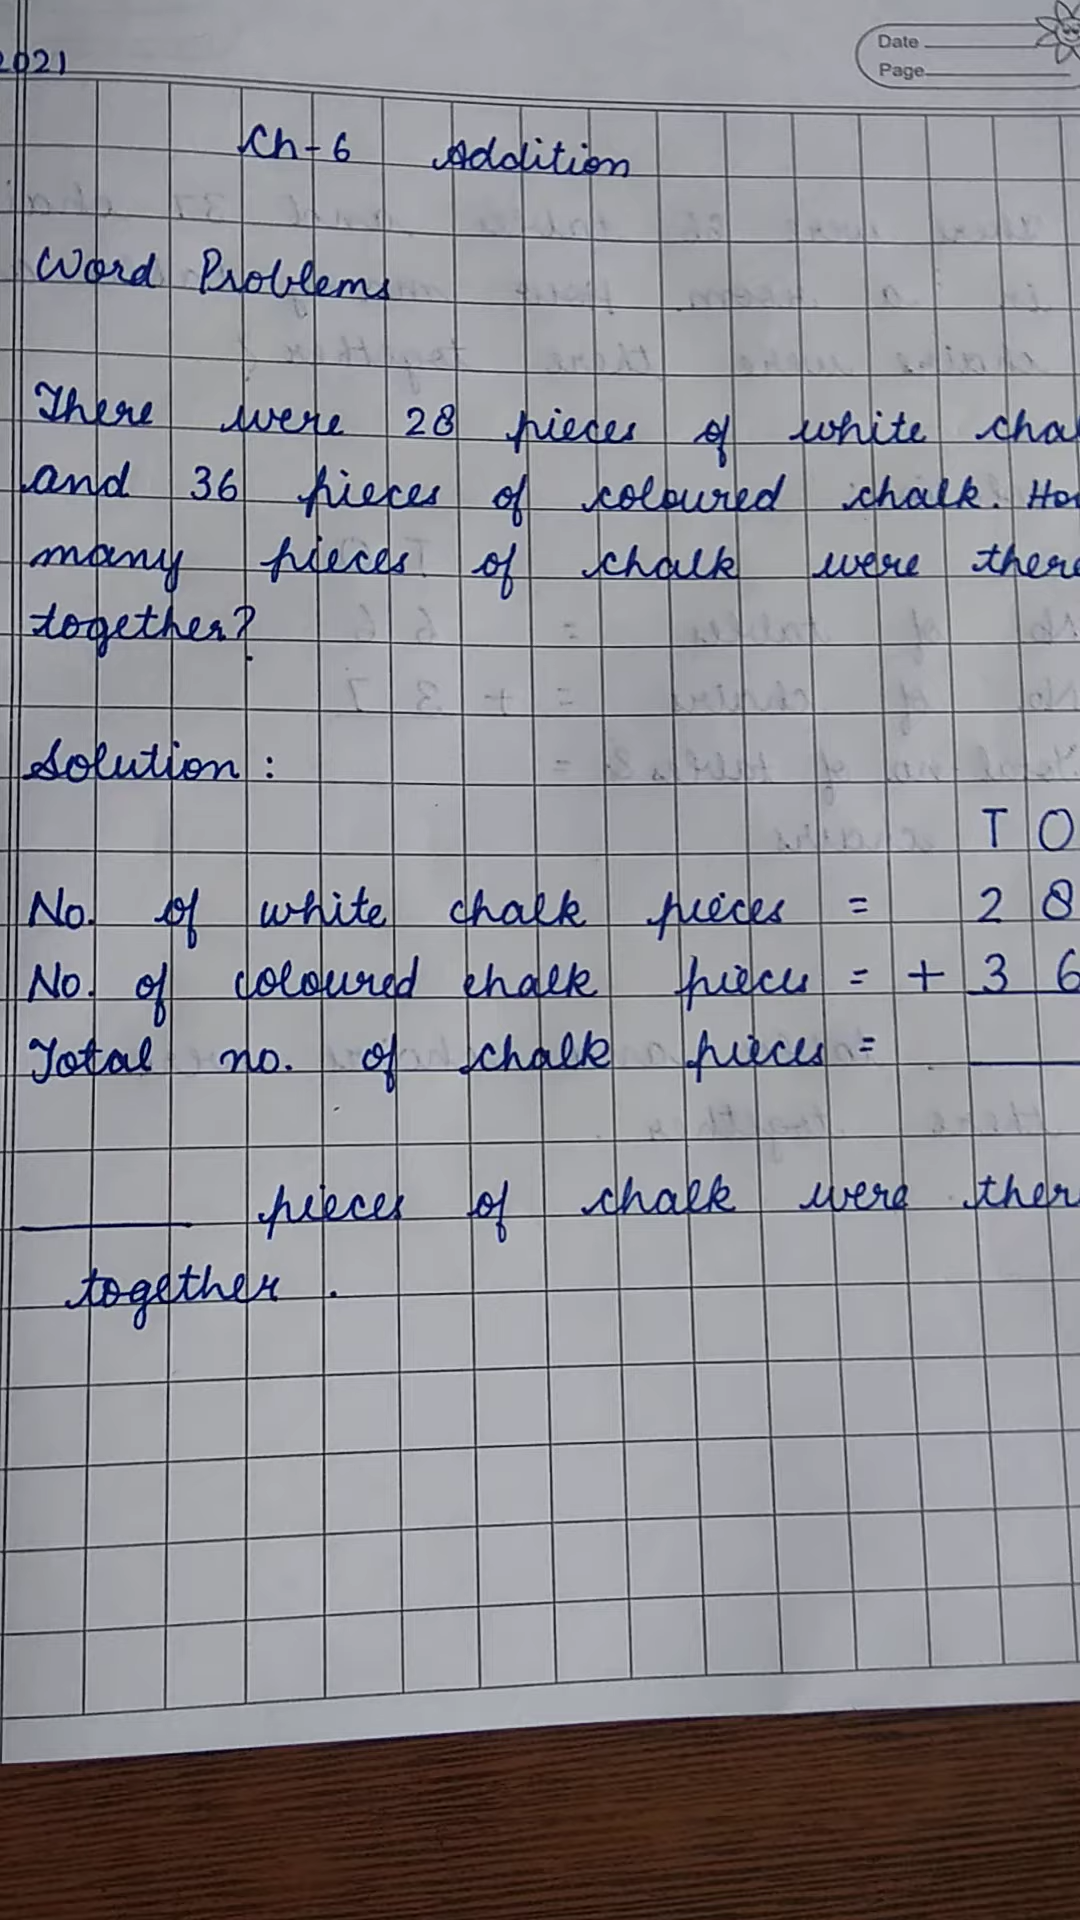 2021
Date
Page
Ch-6 Addition
Word Problems
There were 28 pieces of white cha
and 36 pieces of coloured chalk. Ho
many pieces of chalk were there
together?
Solution :
T O
No. of white chalk pieces = 2 8
No. of coloured chalk pieces = + 3 6
Total no. of chalk pieces =
pieces of chalk were ther
together.